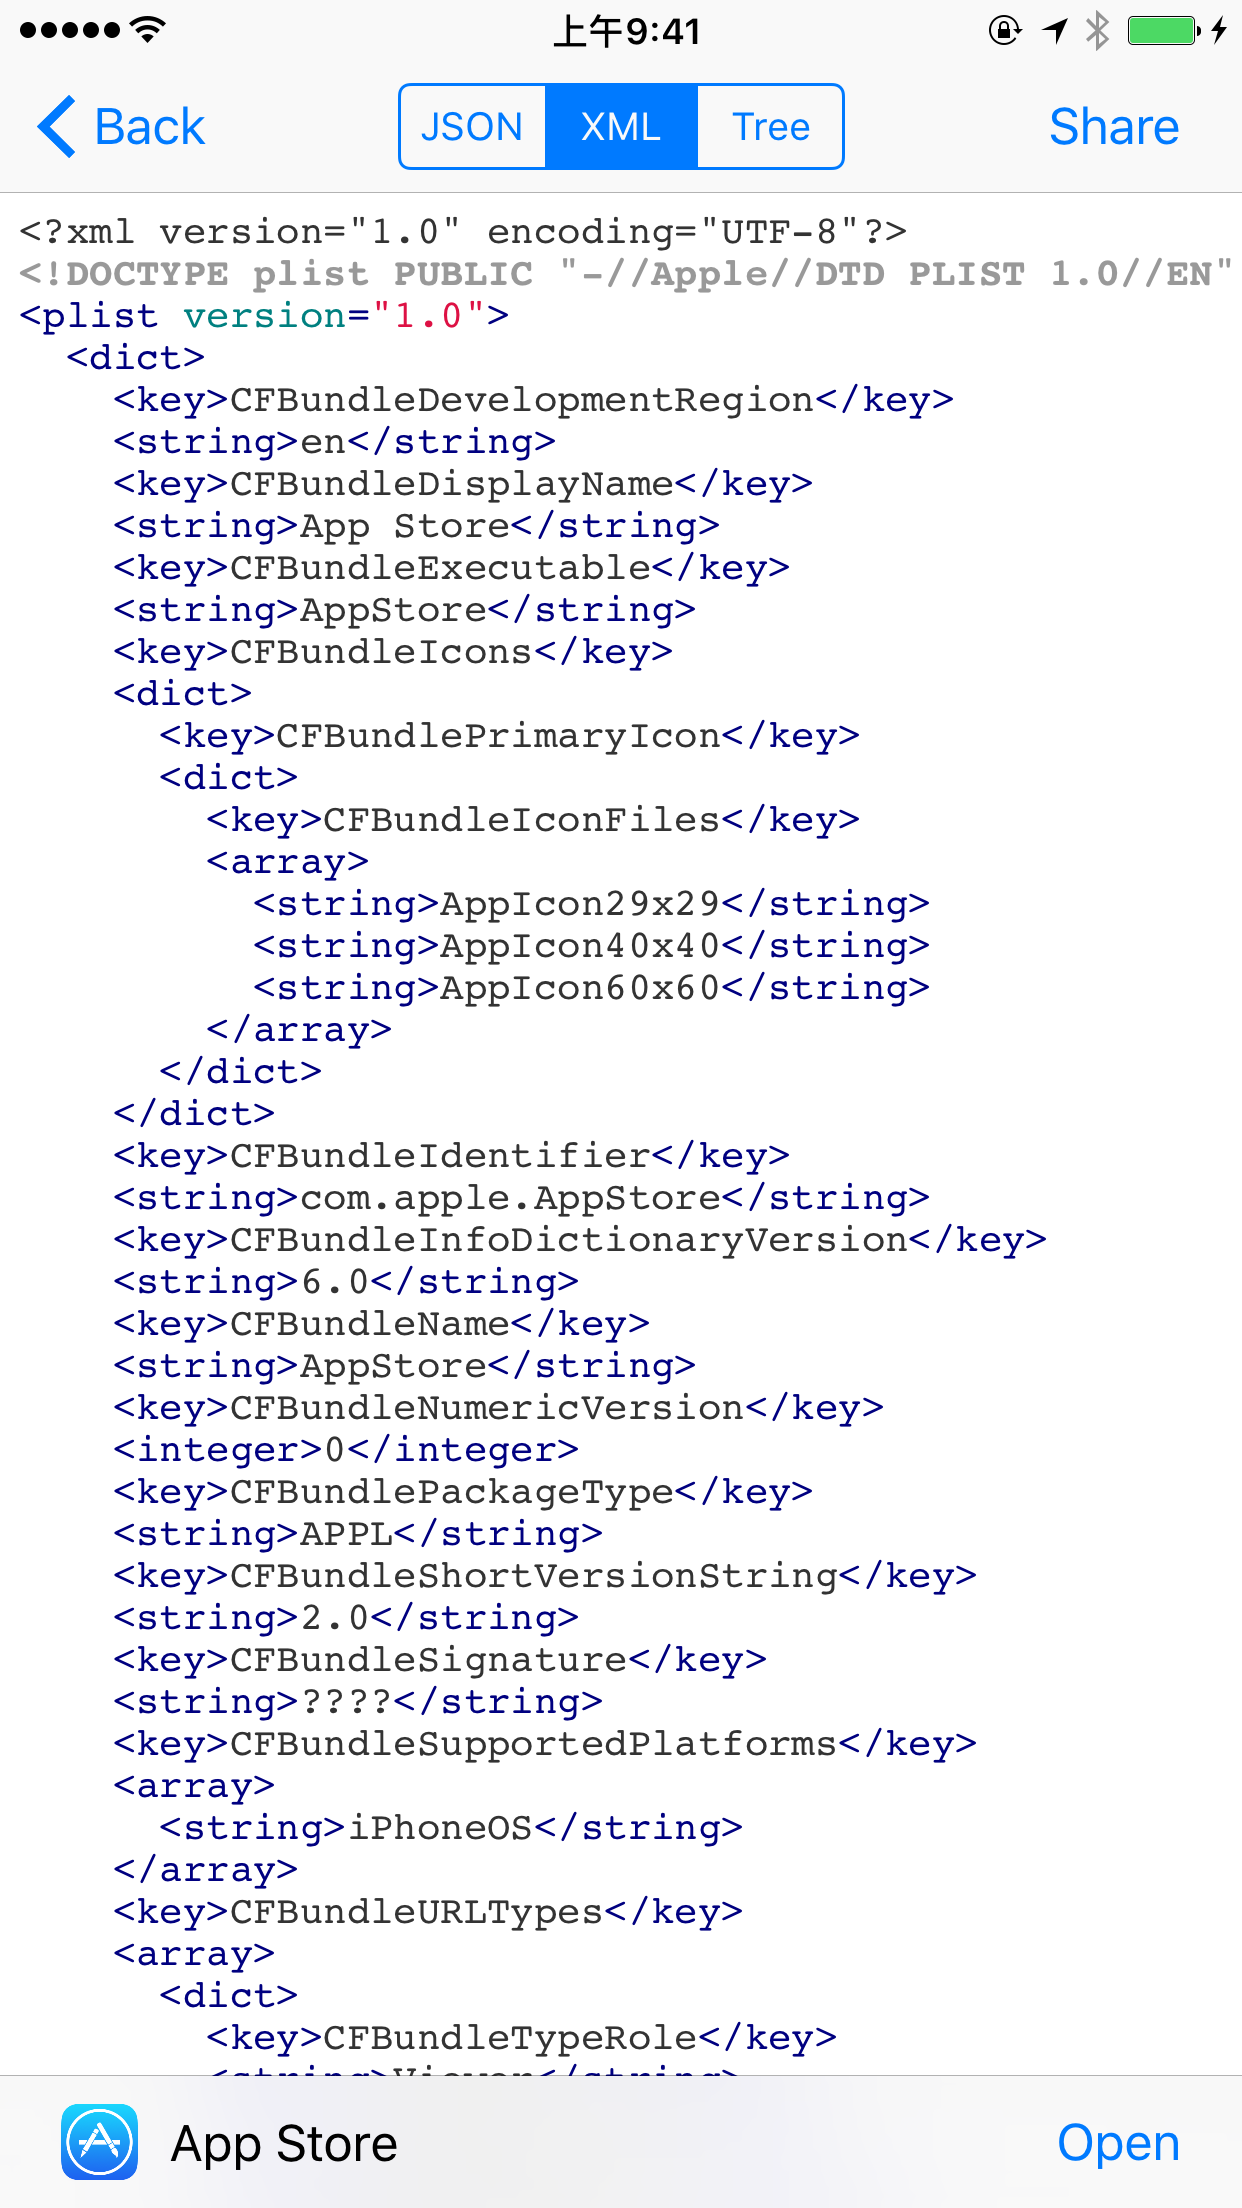 上午9:41
Back JSON XML Tree Share
<?xml version="1.0" encoding="UTF-8"?>
<!DOCTYPE plist PUBLIC "-//Apple//DTD PLIST 1.0//EN"
<plist version="1.0">
<dict>
<key>CFBundleDevelopmentRegion</key>
<string>en</string>
<key>CFBundleDisplayName</key>
<string>App Store</string>
<key>CFBundleExecutable</key>
<string>AppStore</string>
<key>CFBundleIcons</key>
<dict>
<key>CFBundlePrimaryIcon</key>
<dict>
<key>CFBundleIconFiles</key>
<array>
<string>AppIcon29x29</string>
<string>AppIcon40x40</string>
<string>AppIcon60x60</string>
</array>
</dict>
</dict>
<key>CFBundleIdentifier</key>
<string>com.apple.AppStore</string>
<key>CFBundleInfoDictionaryVersion</key>
<string>6.0</string>
<key>CFBundleName</key>
<string>AppStore</string>
<key>CFBundleNumericVersion</key>
<integer>0</integer>
<key>CFBundlePackageType</key>
<string>APPL</string>
<key>CFBundleShortVersionString</key>
<string>2.0</string>
<key>CFBundleSignature</key>
<string>????</string>
<key>CFBundleSupportedPlatforms</key>
<array>
<string>iPhoneOS</string>
</array>
<key>CFBundleURLTypes</key>
<array>
<dict>
<key>CFBundleTypeRole</key>
<string>Viewer</string>
App Store Open